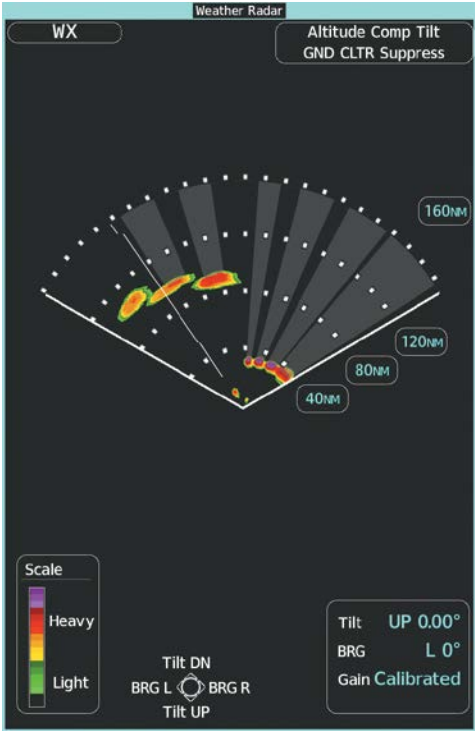 Weather Radar
WX
Altitude Comp Tilt
GND CLTR Suppress
160NM
120NM
80NM
40NM
Scale
Heavy
Light
Tilt DN
BRG L BRG R
Tilt UP
Tilt UP 0.00°
BRG L 0°
Gain Calibrated